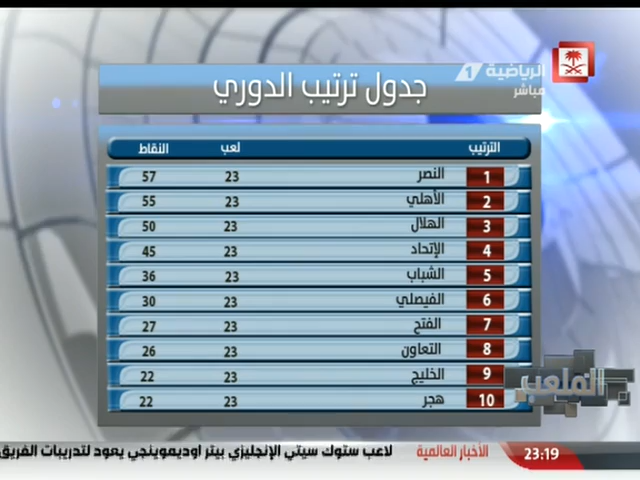 الرياضية 1
مباشر
جدول ترتيب الدوري
الترتيب لعب النقاط
1 النصر 23 57
2 الأهلي 23 55
3 الهلال 23 50
4 الإتحاد 23 45
5 الشباب 23 36
6 الفيصلي 23 30
7 الفتح 23 27
8 التعاون 23 26
9 الخليج 23 22
10 هجر 23 22
الملعب
23:19 الأخبار العالمية لاعب ستوك سيتي الإنجليزي بيتر اوديموينجي يعود لتدريبات الفريق